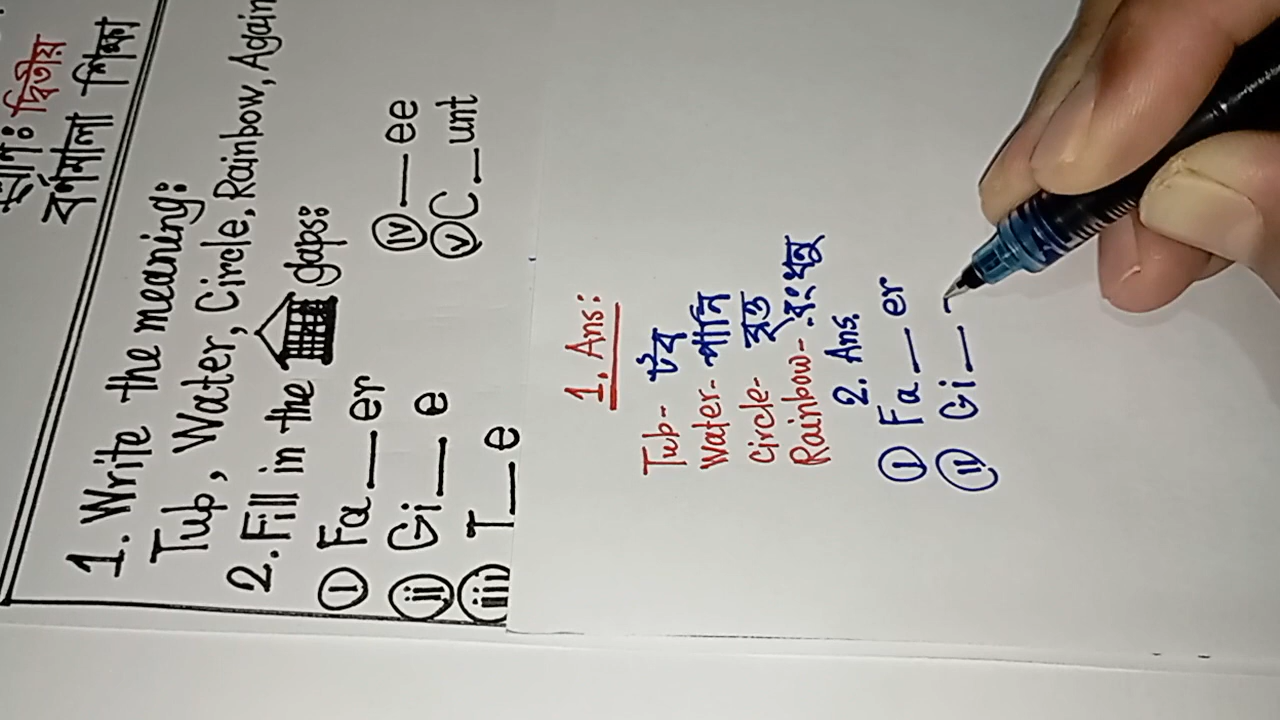 দ্বিতীয়
বর্ণমালা শিক্ষা
1. Write the meaning:
Tub, Water, Circle, Rainbow, Again
2. Fill in the gaps:
i Fa__er
ii Gi__e
iii T__e
iv __ee
v C_unt
1. Ans:
Tub- টব
Water- পানি
Circle- বৃত্ত
Rainbow- রংধনু
2. Ans.
i Fa__er
ii Gi__